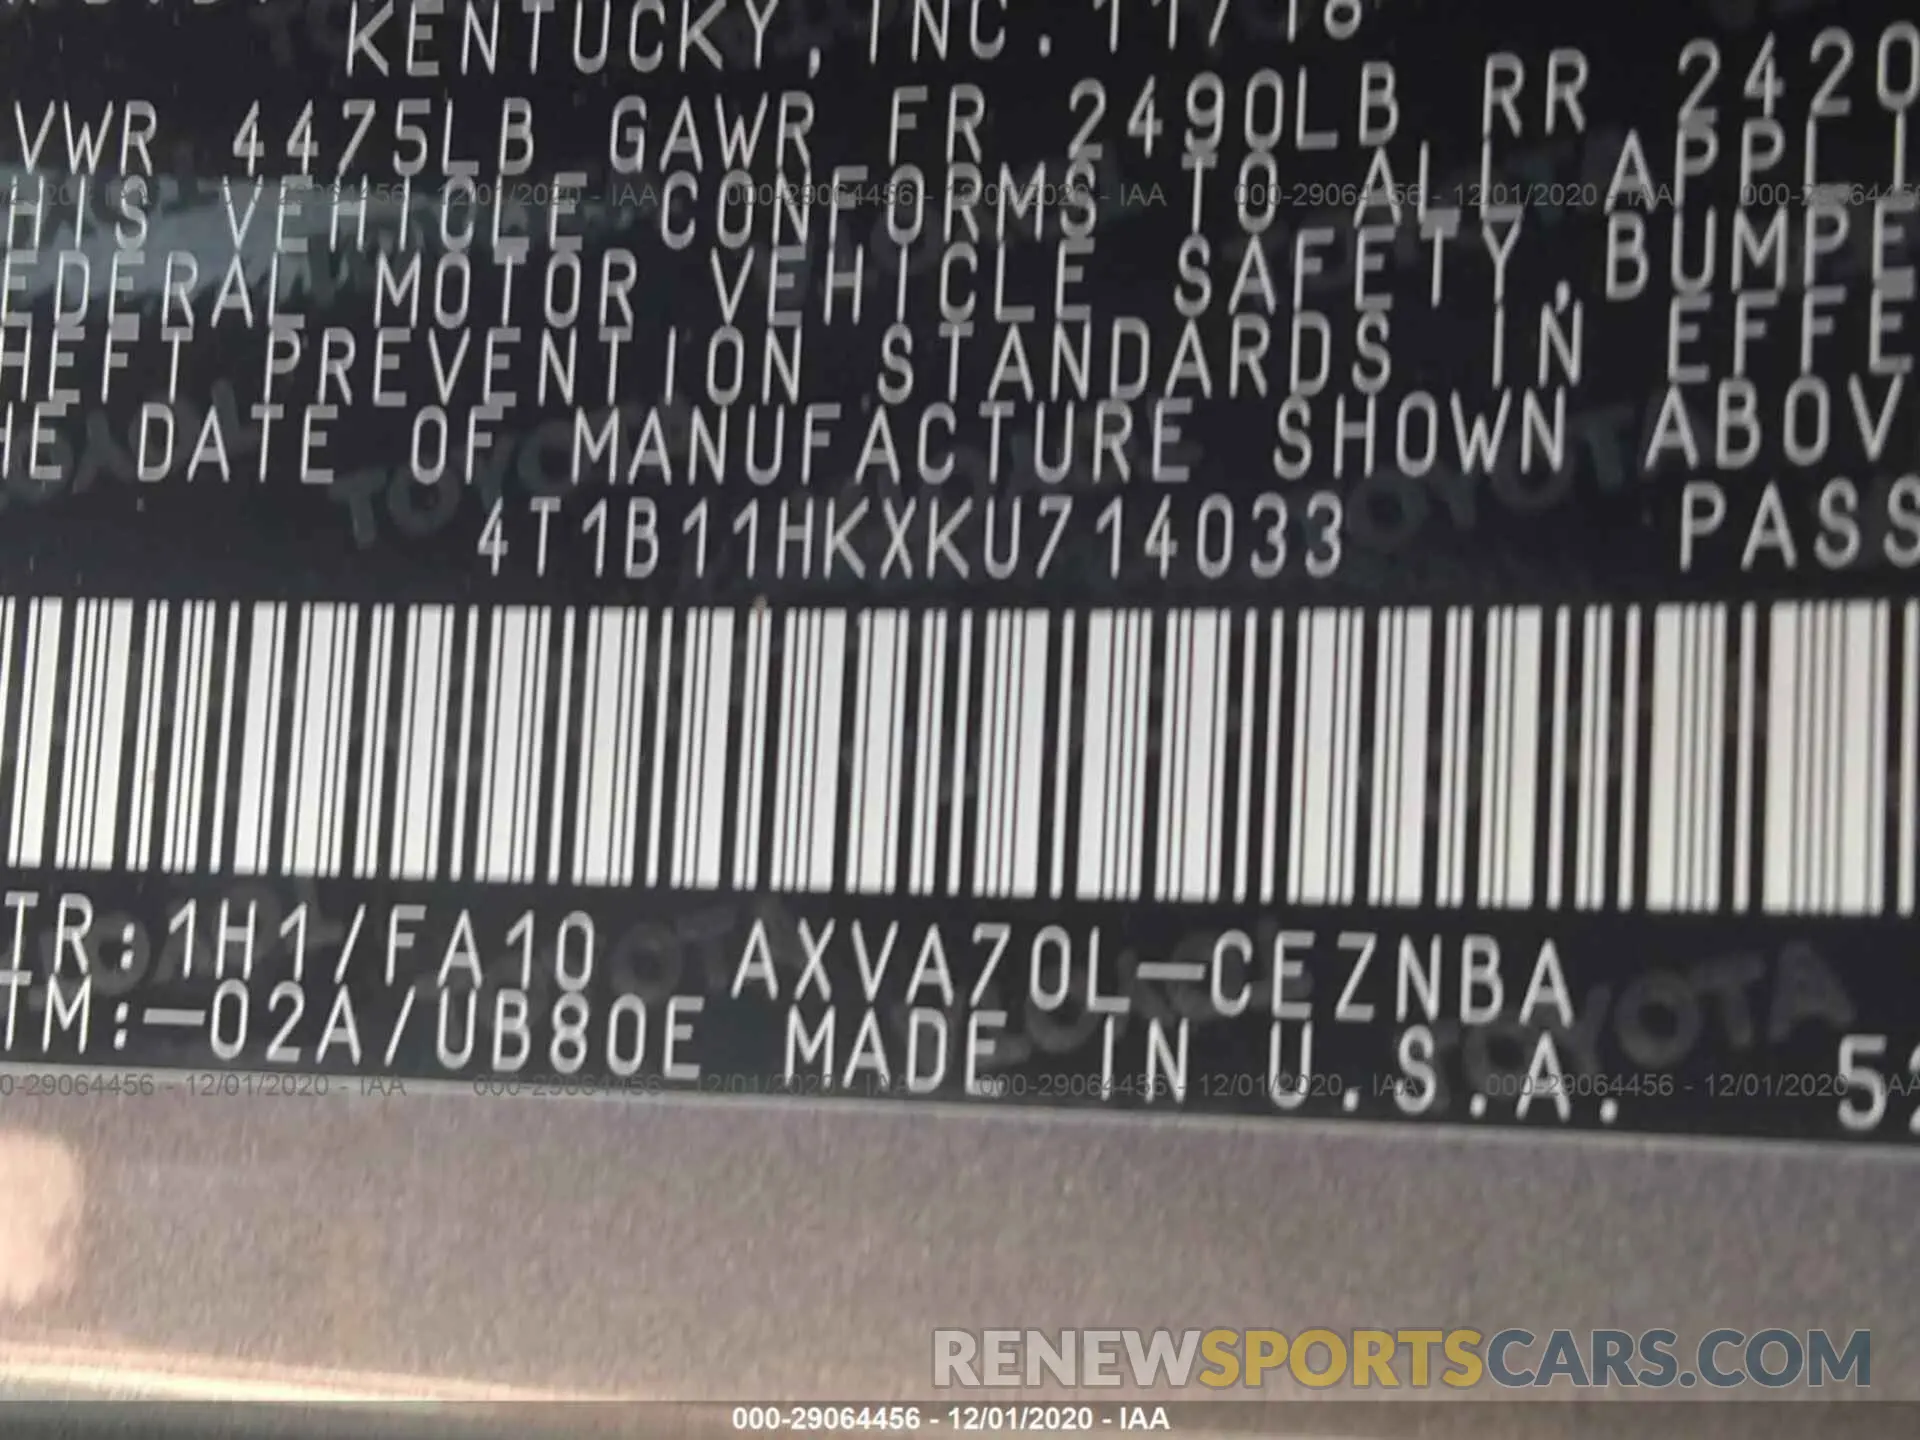 KENTUCKY, INC. 11/18
VWR 4475LB GAWR FR 2490LB RR 2420
HIS VEHICLE CONFORMS TO ALL APPLI
EDERAL MOTOR VEHICLE SAFETY, BUMPE
HEFT PREVENTION STANDARDS IN EFFE
HE DATE OF MANUFACTURE SHOWN ABOV
4T1B11HKXKU714033 PASS
TR:1H1/FA10 AXVA70L-CEZNBA
TM:-02A/UB80E MADE IN U.S.A. 52
000-29064456 - 12/01/2020 - IAA
RENEWSPORTSCARS.COM
000-29064456 - 12/01/2020 - IAA